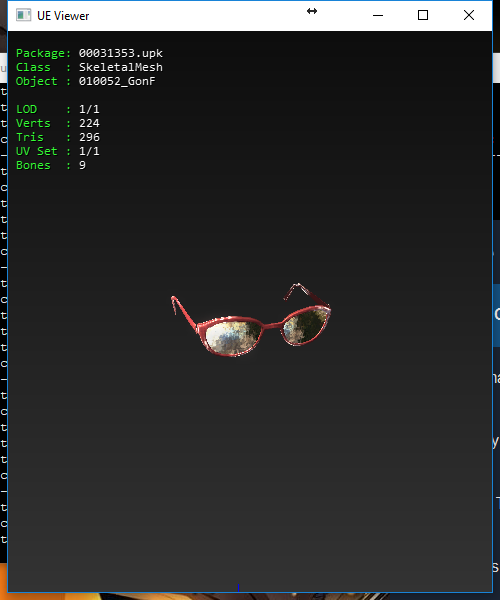 UE Viewer
Package: 00031353.upk
Class : SkeletalMesh
Object : 010052_GonF
LOD : 1/1
Verts : 224
Tris : 296
UV Set : 1/1
Bones : 9